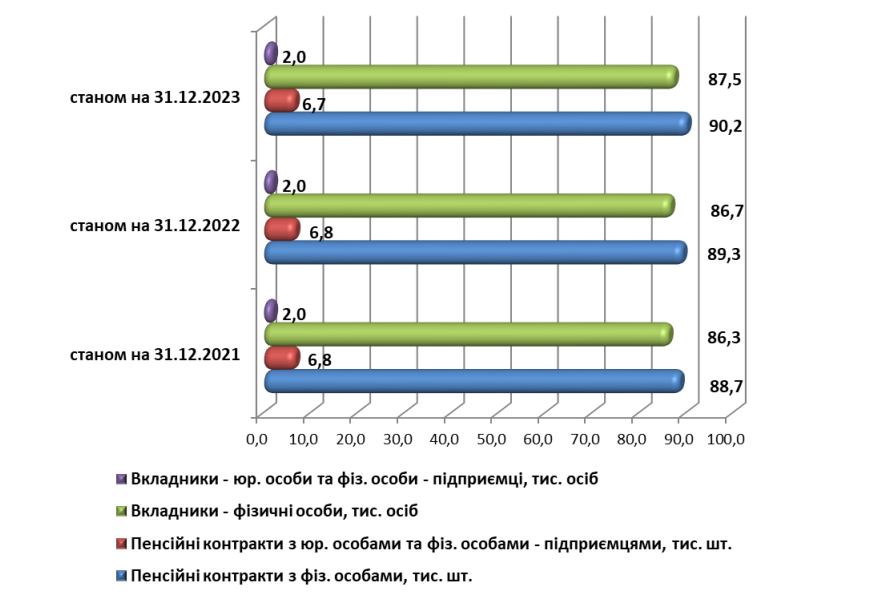 2,0
87,5
станом на 31.12.2023
6,7
90,2
2,0
86,7
станом на 31.12.2022
6,8
89,3
2,0
86,3
станом на 31.12.2021
6,8
88,7
0,0 10,0 20,0 30,0 40,0 50,0 60,0 70,0 80,0 90,0 100,0
Вкладники - юр. особи та фіз. особи - підприємці, тис. осіб
Вкладники - фізичні особи, тис. осіб
Пенсійні контракти з юр. особами та фіз. особами - підприємцями, тис. шт.
Пенсійні контракти з фіз. особами, тис. шт.